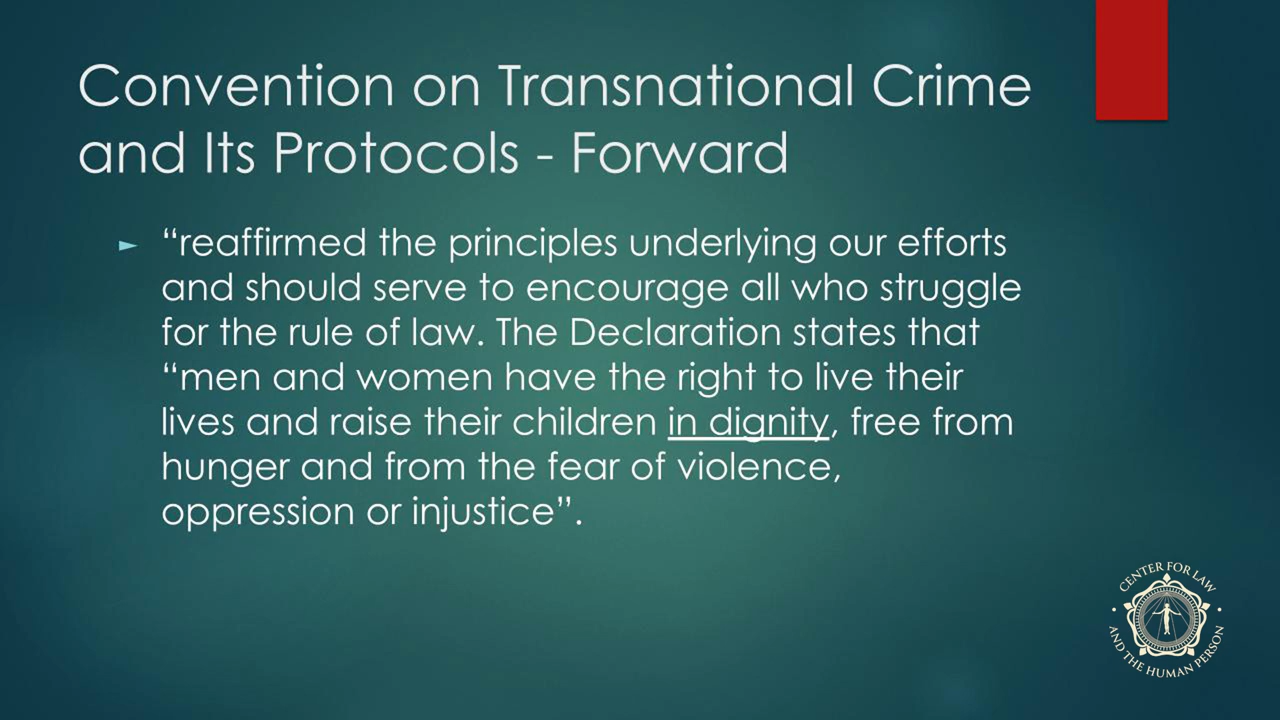 Convention on Transnational Crime
and Its Protocols - Forward
► “reaffirmed the principles underlying our efforts
and should serve to encourage all who struggle
for the rule of law. The Declaration states that
“men and women have the right to live their
lives and raise their children in dignity, free from
hunger and from the fear of violence,
oppression or injustice”.
CENTER FOR LAW
AND THE HUMAN PERSON